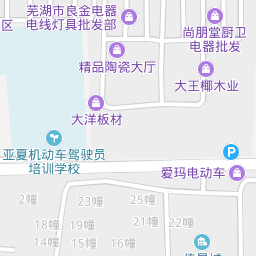 芜湖市良金电器
电线灯具批发部
区
尚朋堂厨卫
电器批发
精品陶瓷大厅
大王椰木业
大洋板材
亚夏机动车驾驶员
培训学校
P
爱玛电动车
2幢
12幢
22幢
18幢
19幢
21幢
14幢
15幢
16幢